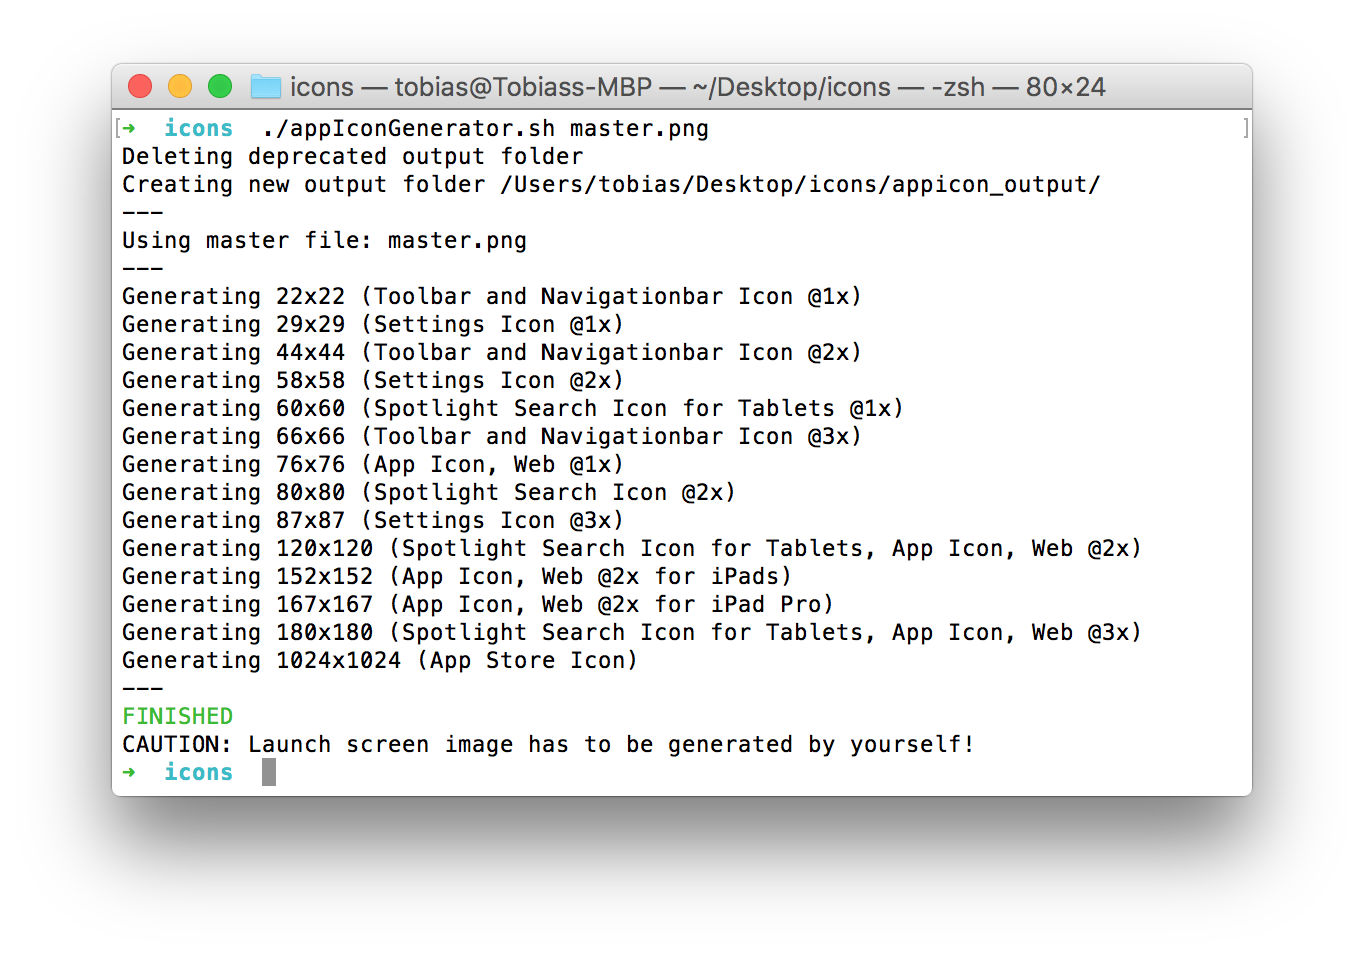 icons — tobias@Tobiass-MBP — ~/Desktop/icons — -zsh — 80×24
[➜  icons  ./appIconGenerator.sh master.png ]
Deleting deprecated output folder
Creating new output folder /Users/tobias/Desktop/icons/appicon_output/
---
Using master file: master.png
---
Generating 22x22 (Toolbar and Navigationbar Icon @1x)
Generating 29x29 (Settings Icon @1x)
Generating 44x44 (Toolbar and Navigationbar Icon @2x)
Generating 58x58 (Settings Icon @2x)
Generating 60x60 (Spotlight Search Icon for Tablets @1x)
Generating 66x66 (Toolbar and Navigationbar Icon @3x)
Generating 76x76 (App Icon, Web @1x)
Generating 80x80 (Spotlight Search Icon @2x)
Generating 87x87 (Settings Icon @3x)
Generating 120x120 (Spotlight Search Icon for Tablets, App Icon, Web @2x)
Generating 152x152 (App Icon, Web @2x for iPads)
Generating 167x167 (App Icon, Web @2x for iPad Pro)
Generating 180x180 (Spotlight Search Icon for Tablets, App Icon, Web @3x)
Generating 1024x1024 (App Store Icon)
---
FINISHED
CAUTION: Launch screen image has to be generated by yourself!
➜  icons